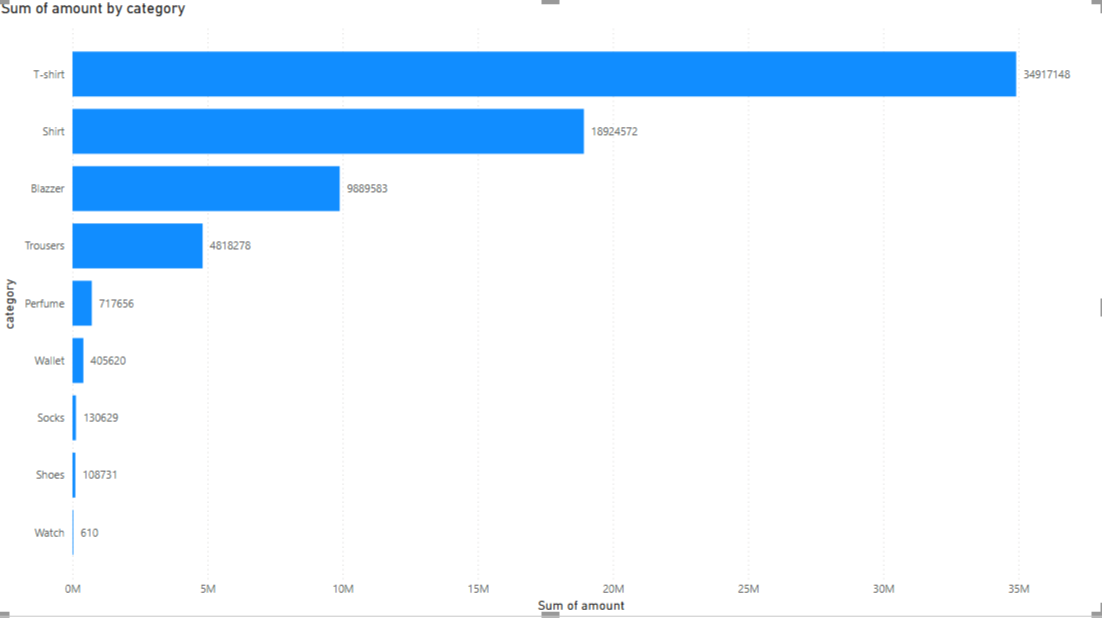 Sum of amount by category
T-shirt 34917148
Shirt 18924572
Blazzer 9889583
Trousers 4818278
Perfume 717656
Wallet 405620
Socks 130629
Shoes 108731
Watch 610
category
0M 5M 10M 15M 20M 25M 30M 35M
Sum of amount